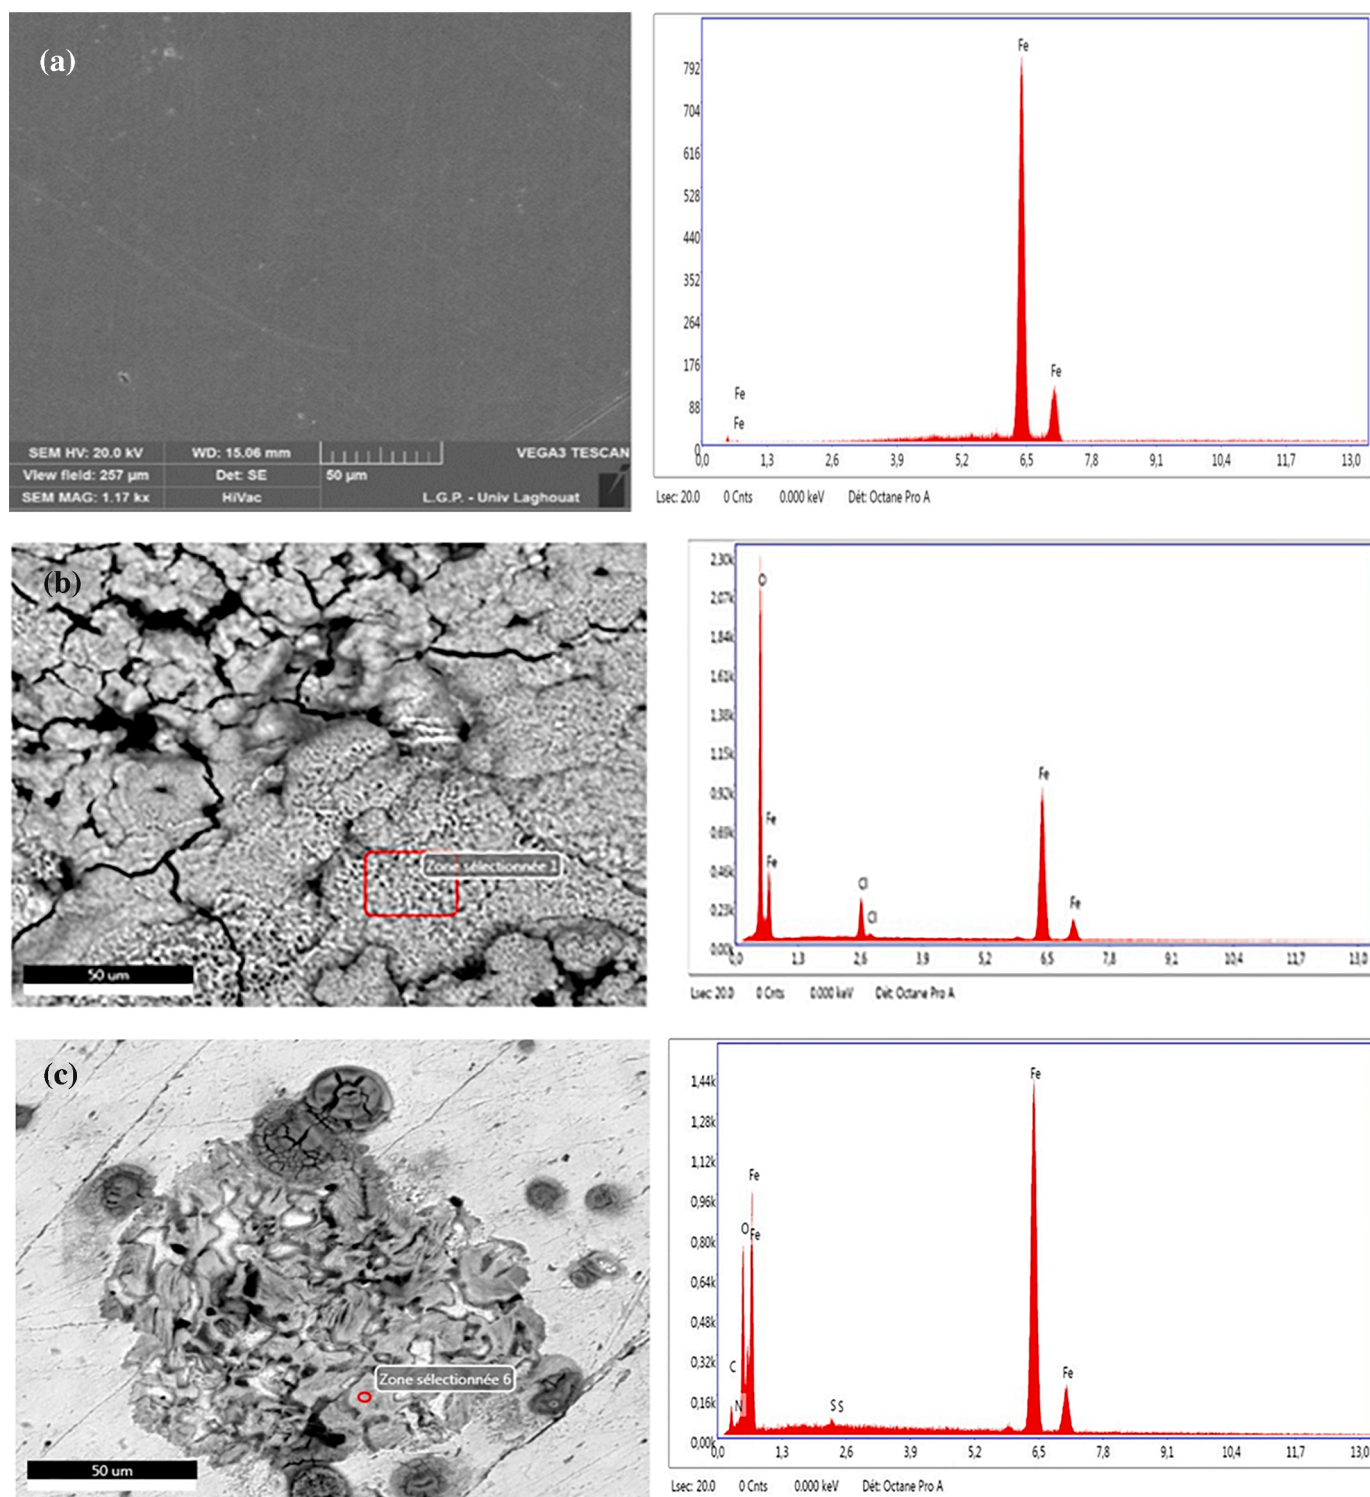 (a)
SEM HV: 20.0 kV WD: 15.06 mm VEGA3 TESCAN
View field: 257 µm Det: SE 50 µm
SEM MAG: 1.17 kx HiVac L.G.P. - Univ Laghouat
Fe
792
704
616
528
440
352
264
176
88
0
Fe
Fe
Fe
0,0 1,3 2,6 3,9 5,2 6,5 7,8 9,1 10,4 11,7 13,0
Lsec: 20.0 0 Cnts 0.000 keV Dét: Octane Pro A
(b)
Zone sélectionnée 1
50 um
2.30k
2.07k
1.84k
1.61k
1.38k
1.15k
0.92k
0.69k
0.46k
0.23k
0.00k
O
Fe
Fe
Cl
Cl
Fe
Fe
0,0 1,3 2,6 3,9 5,2 6,5 7,8 9,1 10,4 11,7 13,0
Lsec: 20.0 0 Cnts 0.000 keV Dét: Octane Pro A
(c)
Zone sélectionnée 6
50 um
1,44k
1,28k
1,12k
0,96k
0,80k
0,64k
0,48k
0,32k
0,16k
0,00k
Fe
Fe
O
Fe
C
N
S S
Fe
0,0 1,3 2,6 3,9 5,2 6,5 7,8 9,1 10,4 11,7 13,0
Lsec: 20.0 0 Cnts 0.000 keV Dét: Octane Pro A